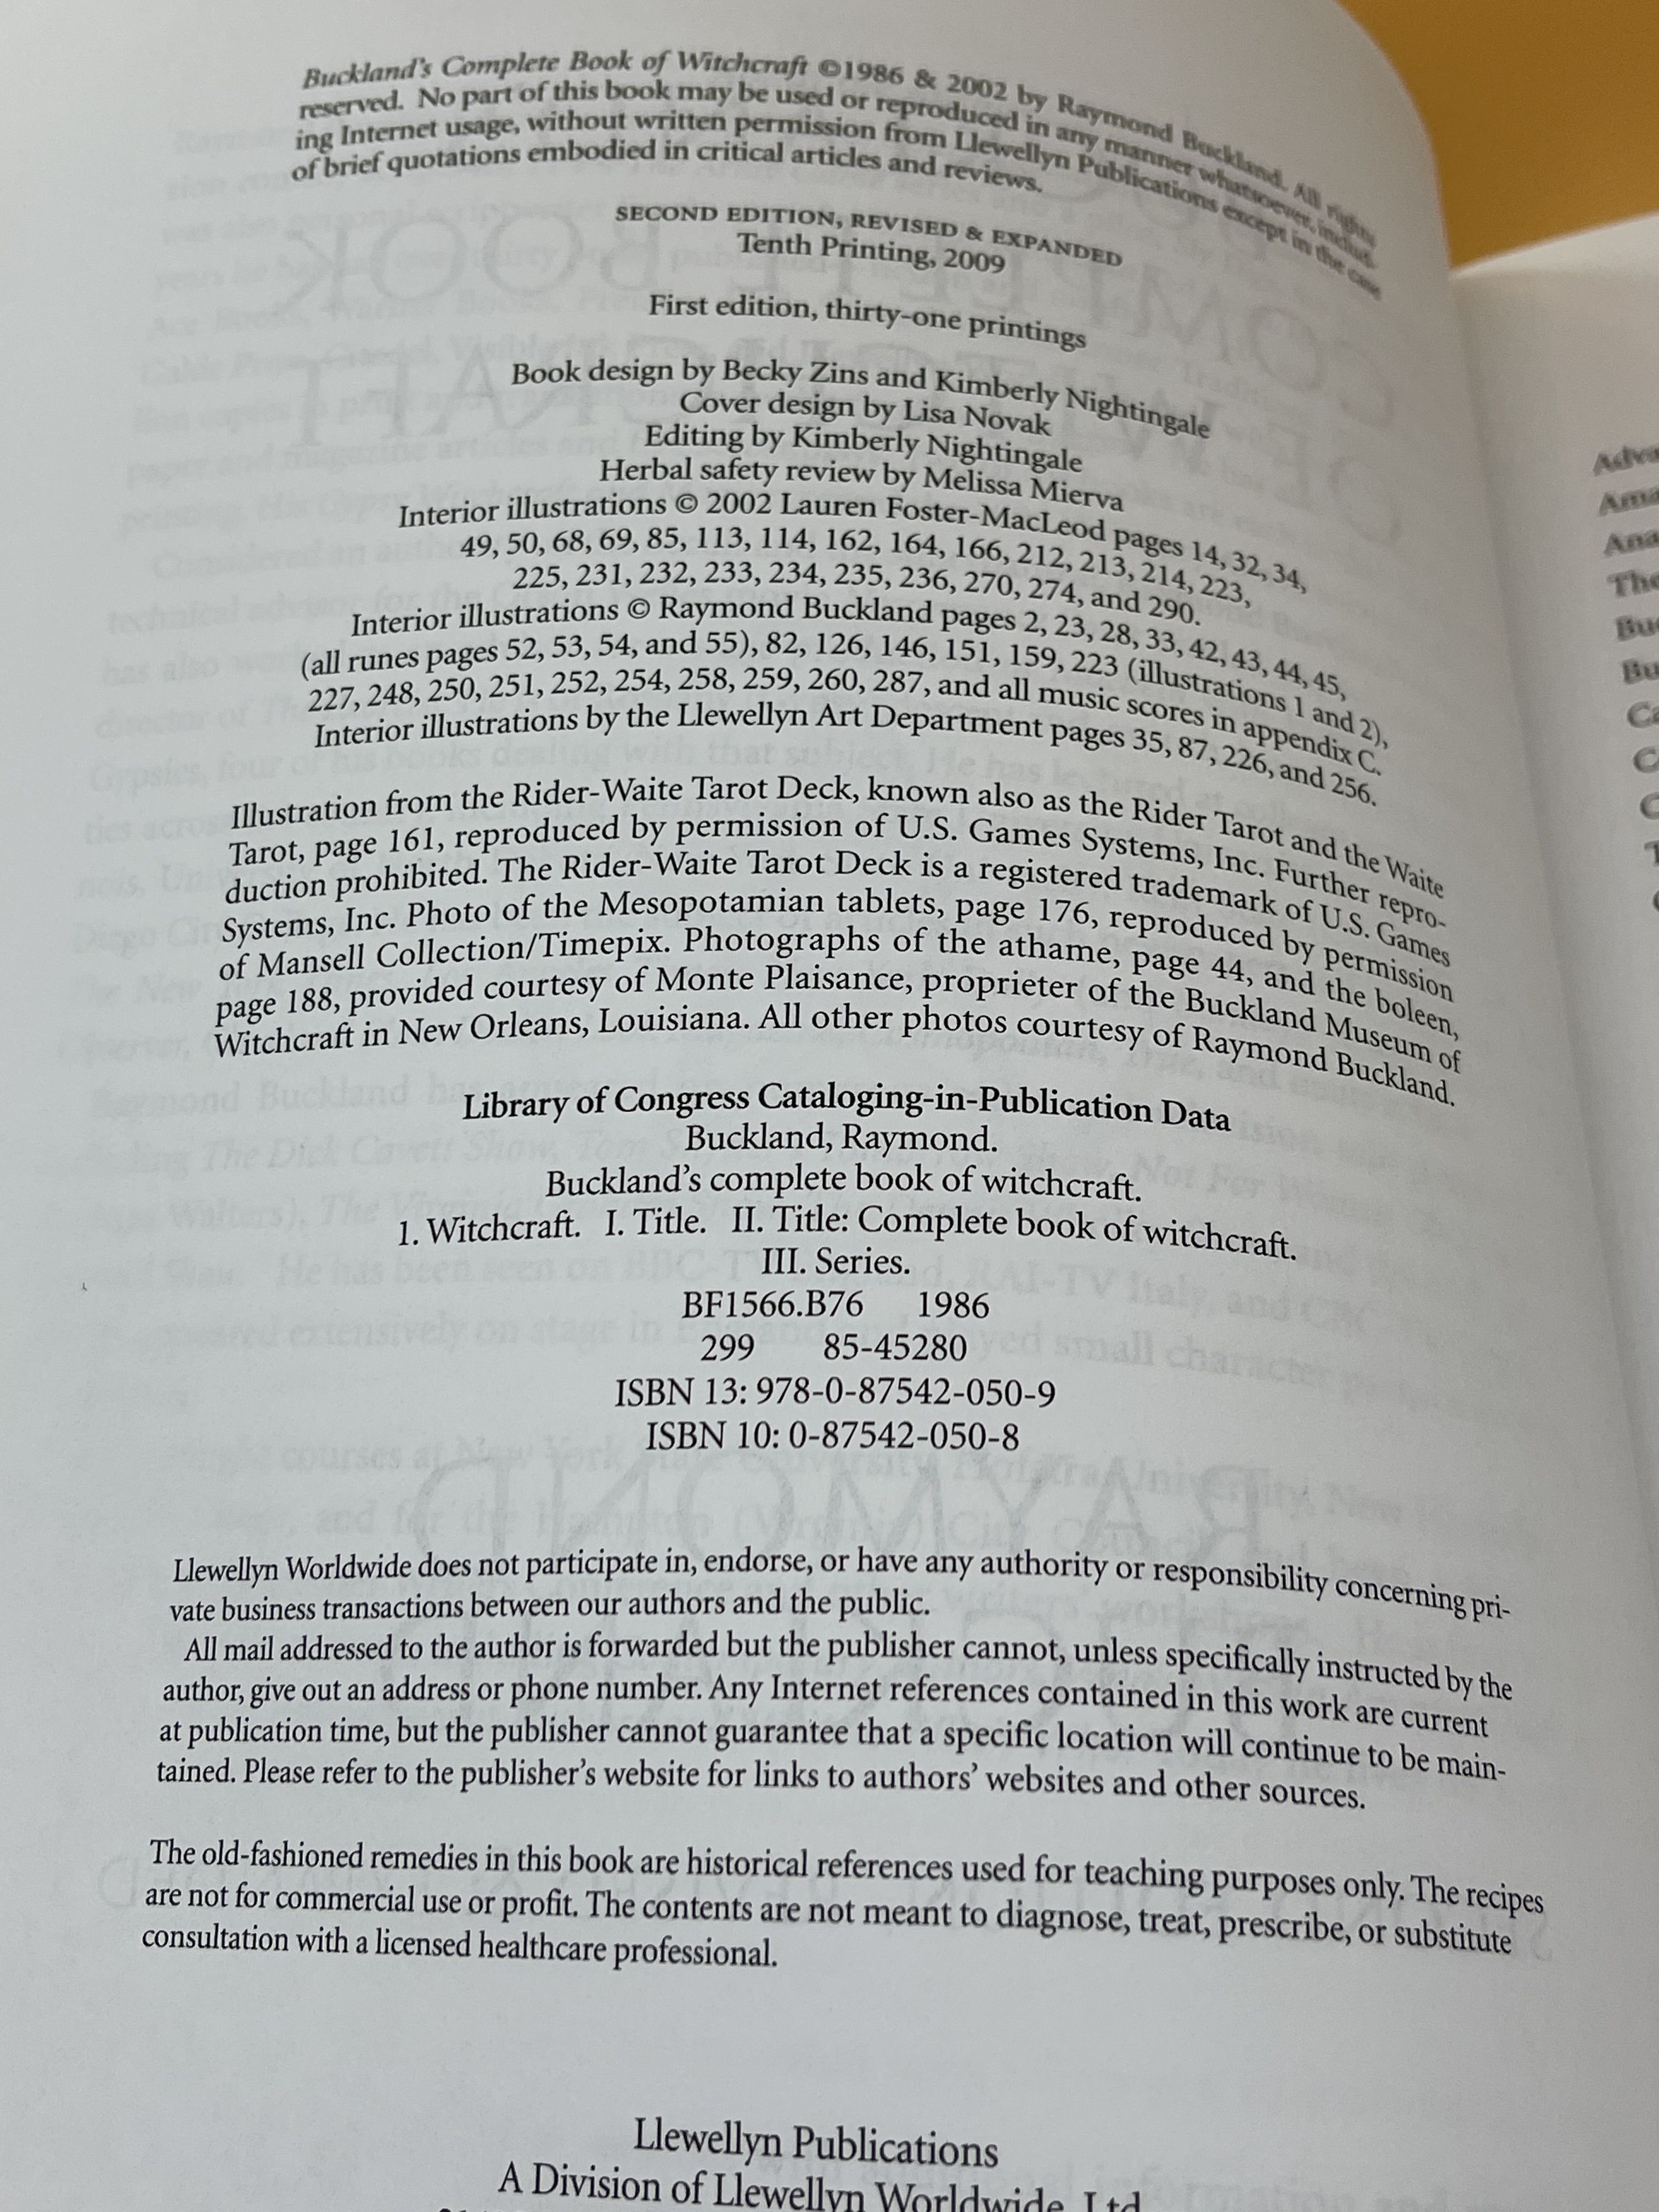 Buckland's Complete Book of Witchcraft ©1986 & 2002 by Raymond Buckland. All rights
reserved. No part of this book may be used or reproduced in any manner whatsoever, includ-
ing Internet usage, without written permission from Llewellyn Publications except in the case
of brief quotations embodied in critical articles and reviews.
SECOND EDITION, REVISED & EXPANDED
Tenth Printing, 2009
First edition, thirty-one printings
Book design by Becky Zins and Kimberly Nightingale
Cover design by Lisa Novak
Editing by Kimberly Nightingale
Herbal safety review by Melissa Mierva
Interior illustrations © 2002 Lauren Foster-MacLeod pages 14, 32, 34,
49, 50, 68, 69, 85, 113, 114, 162, 164, 166, 212, 213, 214, 223,
225, 231, 232, 233, 234, 235, 236, 270, 274, and 290.
Interior illustrations © Raymond Buckland pages 2, 23, 28, 33, 42, 43, 44, 45,
(all runes pages 52, 53, 54, and 55), 82, 126, 146, 151, 159, 223 (illustrations 1 and 2),
227, 248, 250, 251, 252, 254, 258, 259, 260, 287, and all music scores in appendix C.
Interior illustrations by the Llewellyn Art Department pages 35, 87, 226, and 256.
Illustration from the Rider-Waite Tarot Deck, known also as the Rider Tarot and the Waite
Tarot, page 161, reproduced by permission of U.S. Games Systems, Inc. Further repro-
duction prohibited. The Rider-Waite Tarot Deck is a registered trademark of U.S. Games
Systems, Inc. Photo of the Mesopotamian tablets, page 176, reproduced by permission
of Mansell Collection/Timepix. Photographs of the athame, page 44, and the boleen,
page 188, provided courtesy of Monte Plaisance, proprieter of the Buckland Museum of
Witchcraft in New Orleans, Louisiana. All other photos courtesy of Raymond Buckland.
Library of Congress Cataloging-in-Publication Data
Buckland, Raymond.
Buckland's complete book of witchcraft.
1. Witchcraft. I. Title. II. Title: Complete book of witchcraft.
III. Series.
BF1566.B76 1986
299 85-45280
ISBN 13: 978-0-87542-050-9
ISBN 10: 0-87542-050-8
Llewellyn Worldwide does not participate in, endorse, or have any authority or responsibility concerning pri-
vate business transactions between our authors and the public.
All mail addressed to the author is forwarded but the publisher cannot, unless specifically instructed by the
author, give out an address or phone number. Any Internet references contained in this work are current
at publication time, but the publisher cannot guarantee that a specific location will continue to be main-
tained. Please refer to the publisher's website for links to authors' websites and other sources.
The old-fashioned remedies in this book are historical references used for teaching purposes only. The recipes
are not for commercial use or profit. The contents are not meant to diagnose, treat, prescribe, or substitute
consultation with a licensed healthcare professional.
Llewellyn Publications
A Division of Llewellyn Worldwide, Ltd.